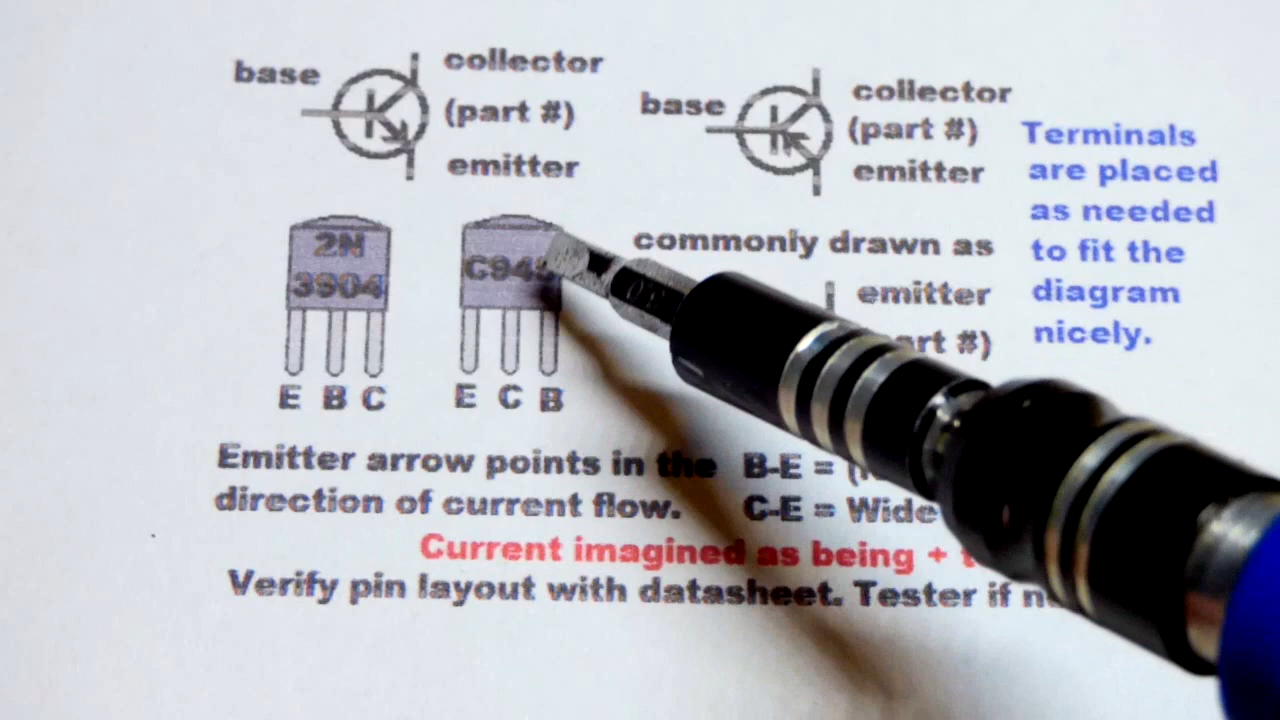 base
collector
(part #)
emitter
base
collector
(part #)
emitter
Terminals
are placed
as needed
to fit the
diagram
nicely.
commonly drawn as
emitter
2N
3904
E B C
E C B
Emitter arrow points in the
direction of current flow.
B-E =
C-E = Wide
Current imagined as being +
Verify pin layout with datasheet. Tester if